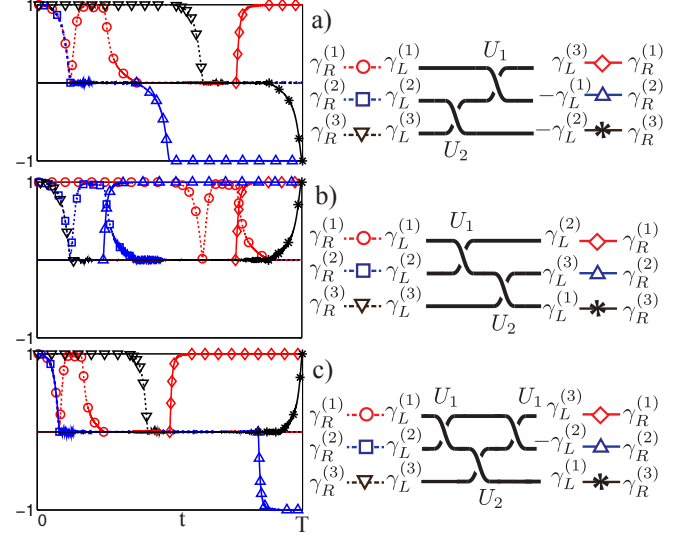 1
-1
a)
γ_R^(1) γ_L^(1) U_1 γ_L^(3) γ_R^(1)
γ_R^(2) γ_L^(2) -γ_L^(1) γ_R^(2)
γ_R^(3) γ_L^(3) U_2 -γ_L^(2) γ_R^(3)
1
-1
b)
γ_R^(1) γ_L^(1) U_1 γ_L^(2) γ_R^(1)
γ_R^(2) γ_L^(2) γ_L^(3) γ_R^(2)
γ_R^(3) γ_L^(3) U_2 γ_L^(1) γ_R^(3)
1
-1
0 t T
c)
γ_R^(1) γ_L^(1) U_1 U_1 γ_L^(3) γ_R^(1)
γ_R^(2) γ_L^(2) -γ_L^(2) γ_R^(2)
γ_R^(3) γ_L^(3) U_2 γ_L^(1) γ_R^(3)